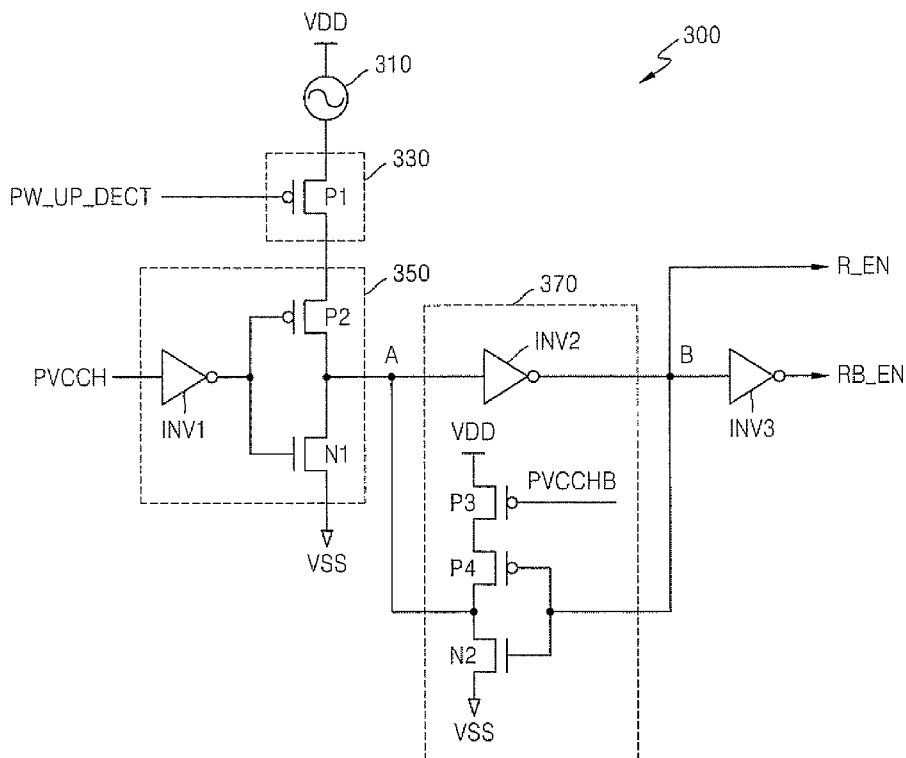 VDD
300
310
330
PW_UP_DECT
P1
350
370
R_EN
P2
A
INV2
B
PVCCH
RB_EN
INV1
INV3
VDD
N1
PVCCHB
P3
VSS
P4
N2
VSS